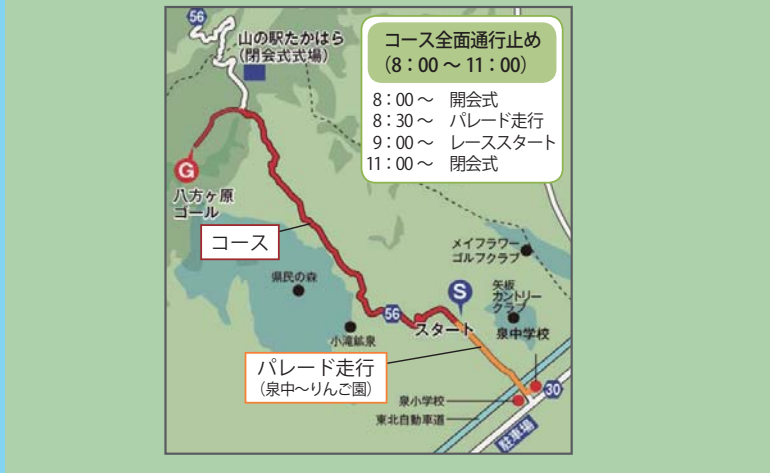 コース全面通行止め
（8：00 ～ 11：00）
8：00～　開会式
8：30～　パレード走行
9：00～　レーススタート
11：00～　閉会式
56
山の駅たかはら
(閉会式式場)
G
八方ヶ原
ゴール
コース
メイフラワー
ゴルフクラブ
県民の森
S
矢板
カントリー
クラブ
56
スタート
泉中学校
小滝鉱泉
パレード走行
（泉中～りんご園）
30
泉小学校
東北自動車道
駐車場